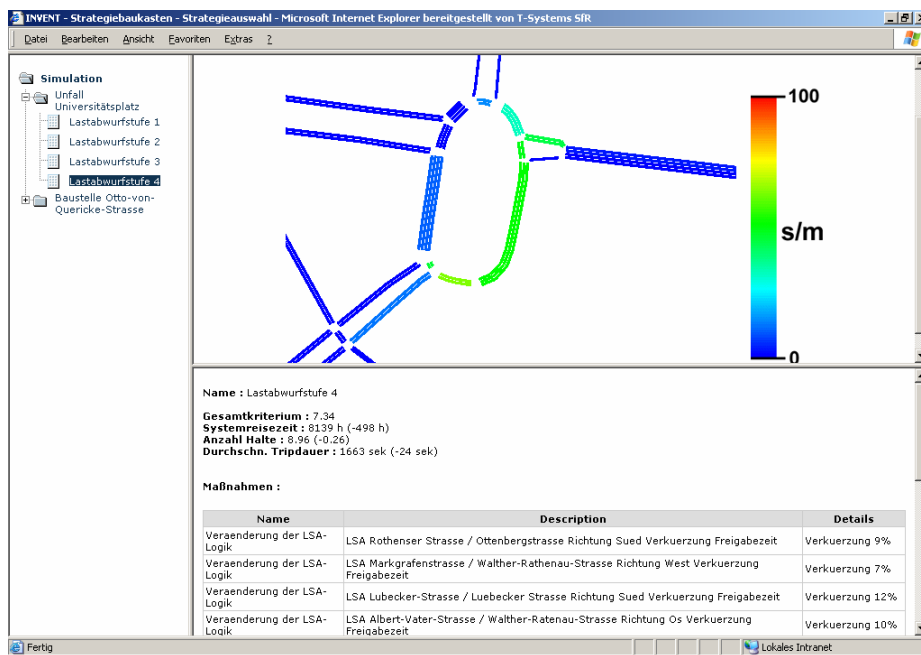 INVENT - Strategiebaukasten - Strategieauswahl - Microsoft Internet Explorer bereitgestellt von T-Systems SfR
Datei Bearbeiten Ansicht Favoriten Extras ?
Simulation
Unfall
Universitätsplatz
Lastabwurfstufe 1
Lastabwurfstufe 2
Lastabwurfstufe 3
Lastabwurfstufe 4
Baustelle Otto-von-
Quericke-Strasse
100
s/m
0
Name : Lastabwurfstufe 4
Gesamtkriterium : 7.34
Systemreisezeit : 8139 h (-498 h)
Anzahl Halte : 8.96 (-0.26)
Durchschn. Tripdauer : 1663 sek (-24 sek)
Maßnahmen :
Name Description Details
Veraenderung der LSA-
Logik
LSA Rothenser Strasse / Ottenbergstrasse Richtung Sued Verkuerzung Freigabezeit
Verkuerzung 9%
Veraenderung der LSA-
Logik
LSA Markgrafenstrasse / Walther-Rathenau-Strasse Richtung West Verkuerzung
Freigabezeit
Verkuerzung 7%
Veraenderung der LSA-
Logik
LSA Lubecker-Strasse / Luebecker Strasse Richtung Sued Verkuerzung Freigabezeit
Verkuerzung 12%
Veraenderung der LSA-
Logik
LSA Albert-Vater-Strasse / Walther-Ratenau-Strasse Richtung Os Verkuerzung
Freigabezeit
Verkuerzung 10%
Fertig
Lokales Intranet